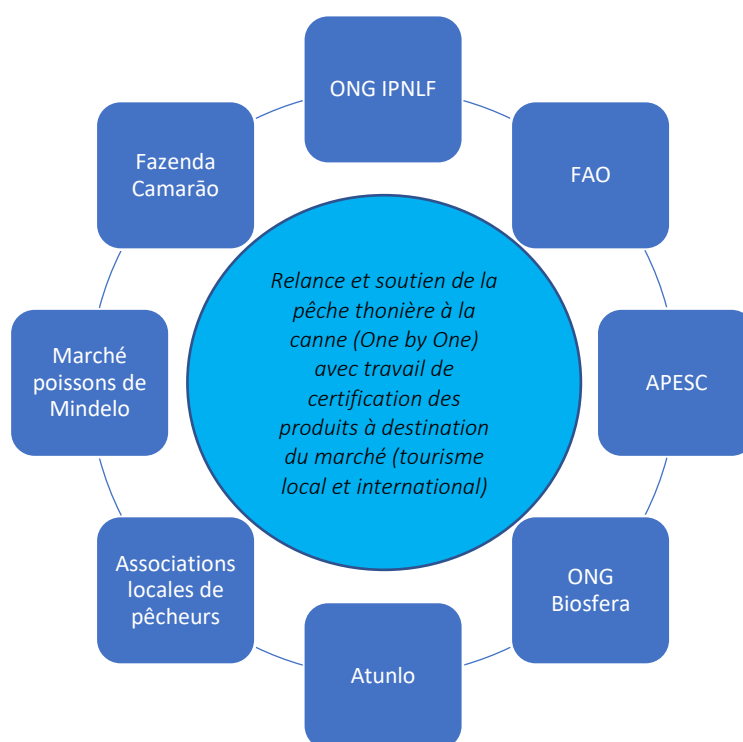 ONG IPNLF
FAO
APESC
ONG
Biosfera
Atunlo
Associations
locales de
pêcheurs
Marché
poissons de
Mindelo
Fazenda
Camarão
Relance et soutien de la
pêche thonière à la
canne (One by One)
avec travail de
certification des
produits à destination
du marché (tourisme
local et international)